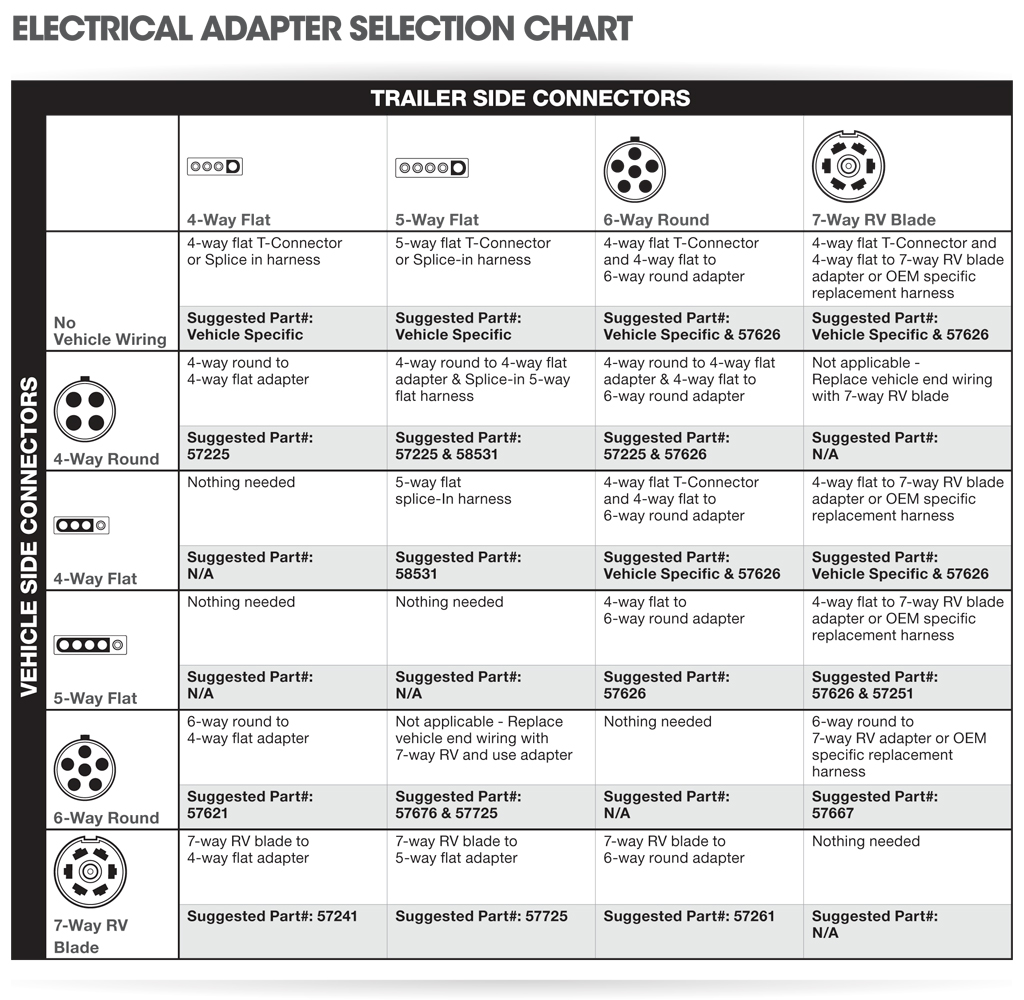 ELECTRICAL ADAPTER SELECTION CHART
TRAILER SIDE CONNECTORS
VEHICLE SIDE CONNECTORS
4-Way Flat
5-Way Flat
6-Way Round
7-Way RV Blade
No
Vehicle Wiring
4-way flat T-Connector
or Splice in harness
Suggested Part#:
Vehicle Specific
5-way flat T-Connector
or Splice-in harness
Suggested Part#:
Vehicle Specific
4-way flat T-Connector
and 4-way flat to
6-way round adapter
Suggested Part#:
Vehicle Specific & 57626
4-way flat T-Connector and
4-way flat to 7-way RV blade
adapter or OEM specific
replacement harness
Suggested Part#:
Vehicle Specific & 57626
4-Way Round
4-way round to
4-way flat adapter
Suggested Part#:
57225
4-way round to 4-way flat
adapter & Splice-in 5-way
flat harness
Suggested Part#:
57225 & 58531
4-way round to 4-way flat
adapter & 4-way flat to
6-way round adapter
Suggested Part#:
57225 & 57626
Not applicable -
Replace vehicle end wiring
with 7-way RV blade
Suggested Part#:
N/A
4-Way Flat
Nothing needed
Suggested Part#:
N/A
5-way flat
splice-In harness
Suggested Part#:
58531
4-way flat T-Connector
and 4-way flat to
6-way round adapter
Suggested Part#:
Vehicle Specific & 57626
4-way flat to 7-way RV blade
adapter or OEM specific
replacement harness
Suggested Part#:
Vehicle Specific & 57626
5-Way Flat
Nothing needed
Suggested Part#:
N/A
Nothing needed
Suggested Part#:
N/A
4-way flat to
6-way round adapter
Suggested Part#:
57626
4-way flat to 7-way RV blade
adapter or OEM specific
replacement harness
Suggested Part#:
57626 & 57251
6-Way Round
6-way round to
4-way flat adapter
Suggested Part#:
57621
Not applicable - Replace
vehicle end wiring with
7-way RV and use adapter
Suggested Part#:
57676 & 57725
Nothing needed
Suggested Part#:
N/A
6-way round to
7-way RV adapter or OEM
specific replacement
harness
Suggested Part#:
57667
7-Way RV
Blade
7-way RV blade to
4-way flat adapter
Suggested Part#: 57241
7-way RV blade to
5-way flat adapter
Suggested Part#: 57725
7-way RV blade to
6-way round adapter
Suggested Part#: 57261
Nothing needed
Suggested Part#:
N/A